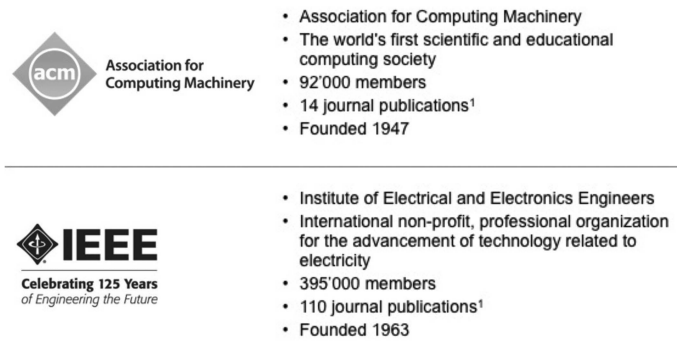 acm
Association for
Computing Machinery
• Association for Computing Machinery
• The world's first scientific and educational
computing society
• 92'000 members
• 14 journal publications¹
• Founded 1947
IEEE
Celebrating 125 Years
of Engineering the Future
• Institute of Electrical and Electronics Engineers
• International non-profit, professional organization
for the advancement of technology related to
electricity
• 395'000 members
• 110 journal publications¹
• Founded 1963